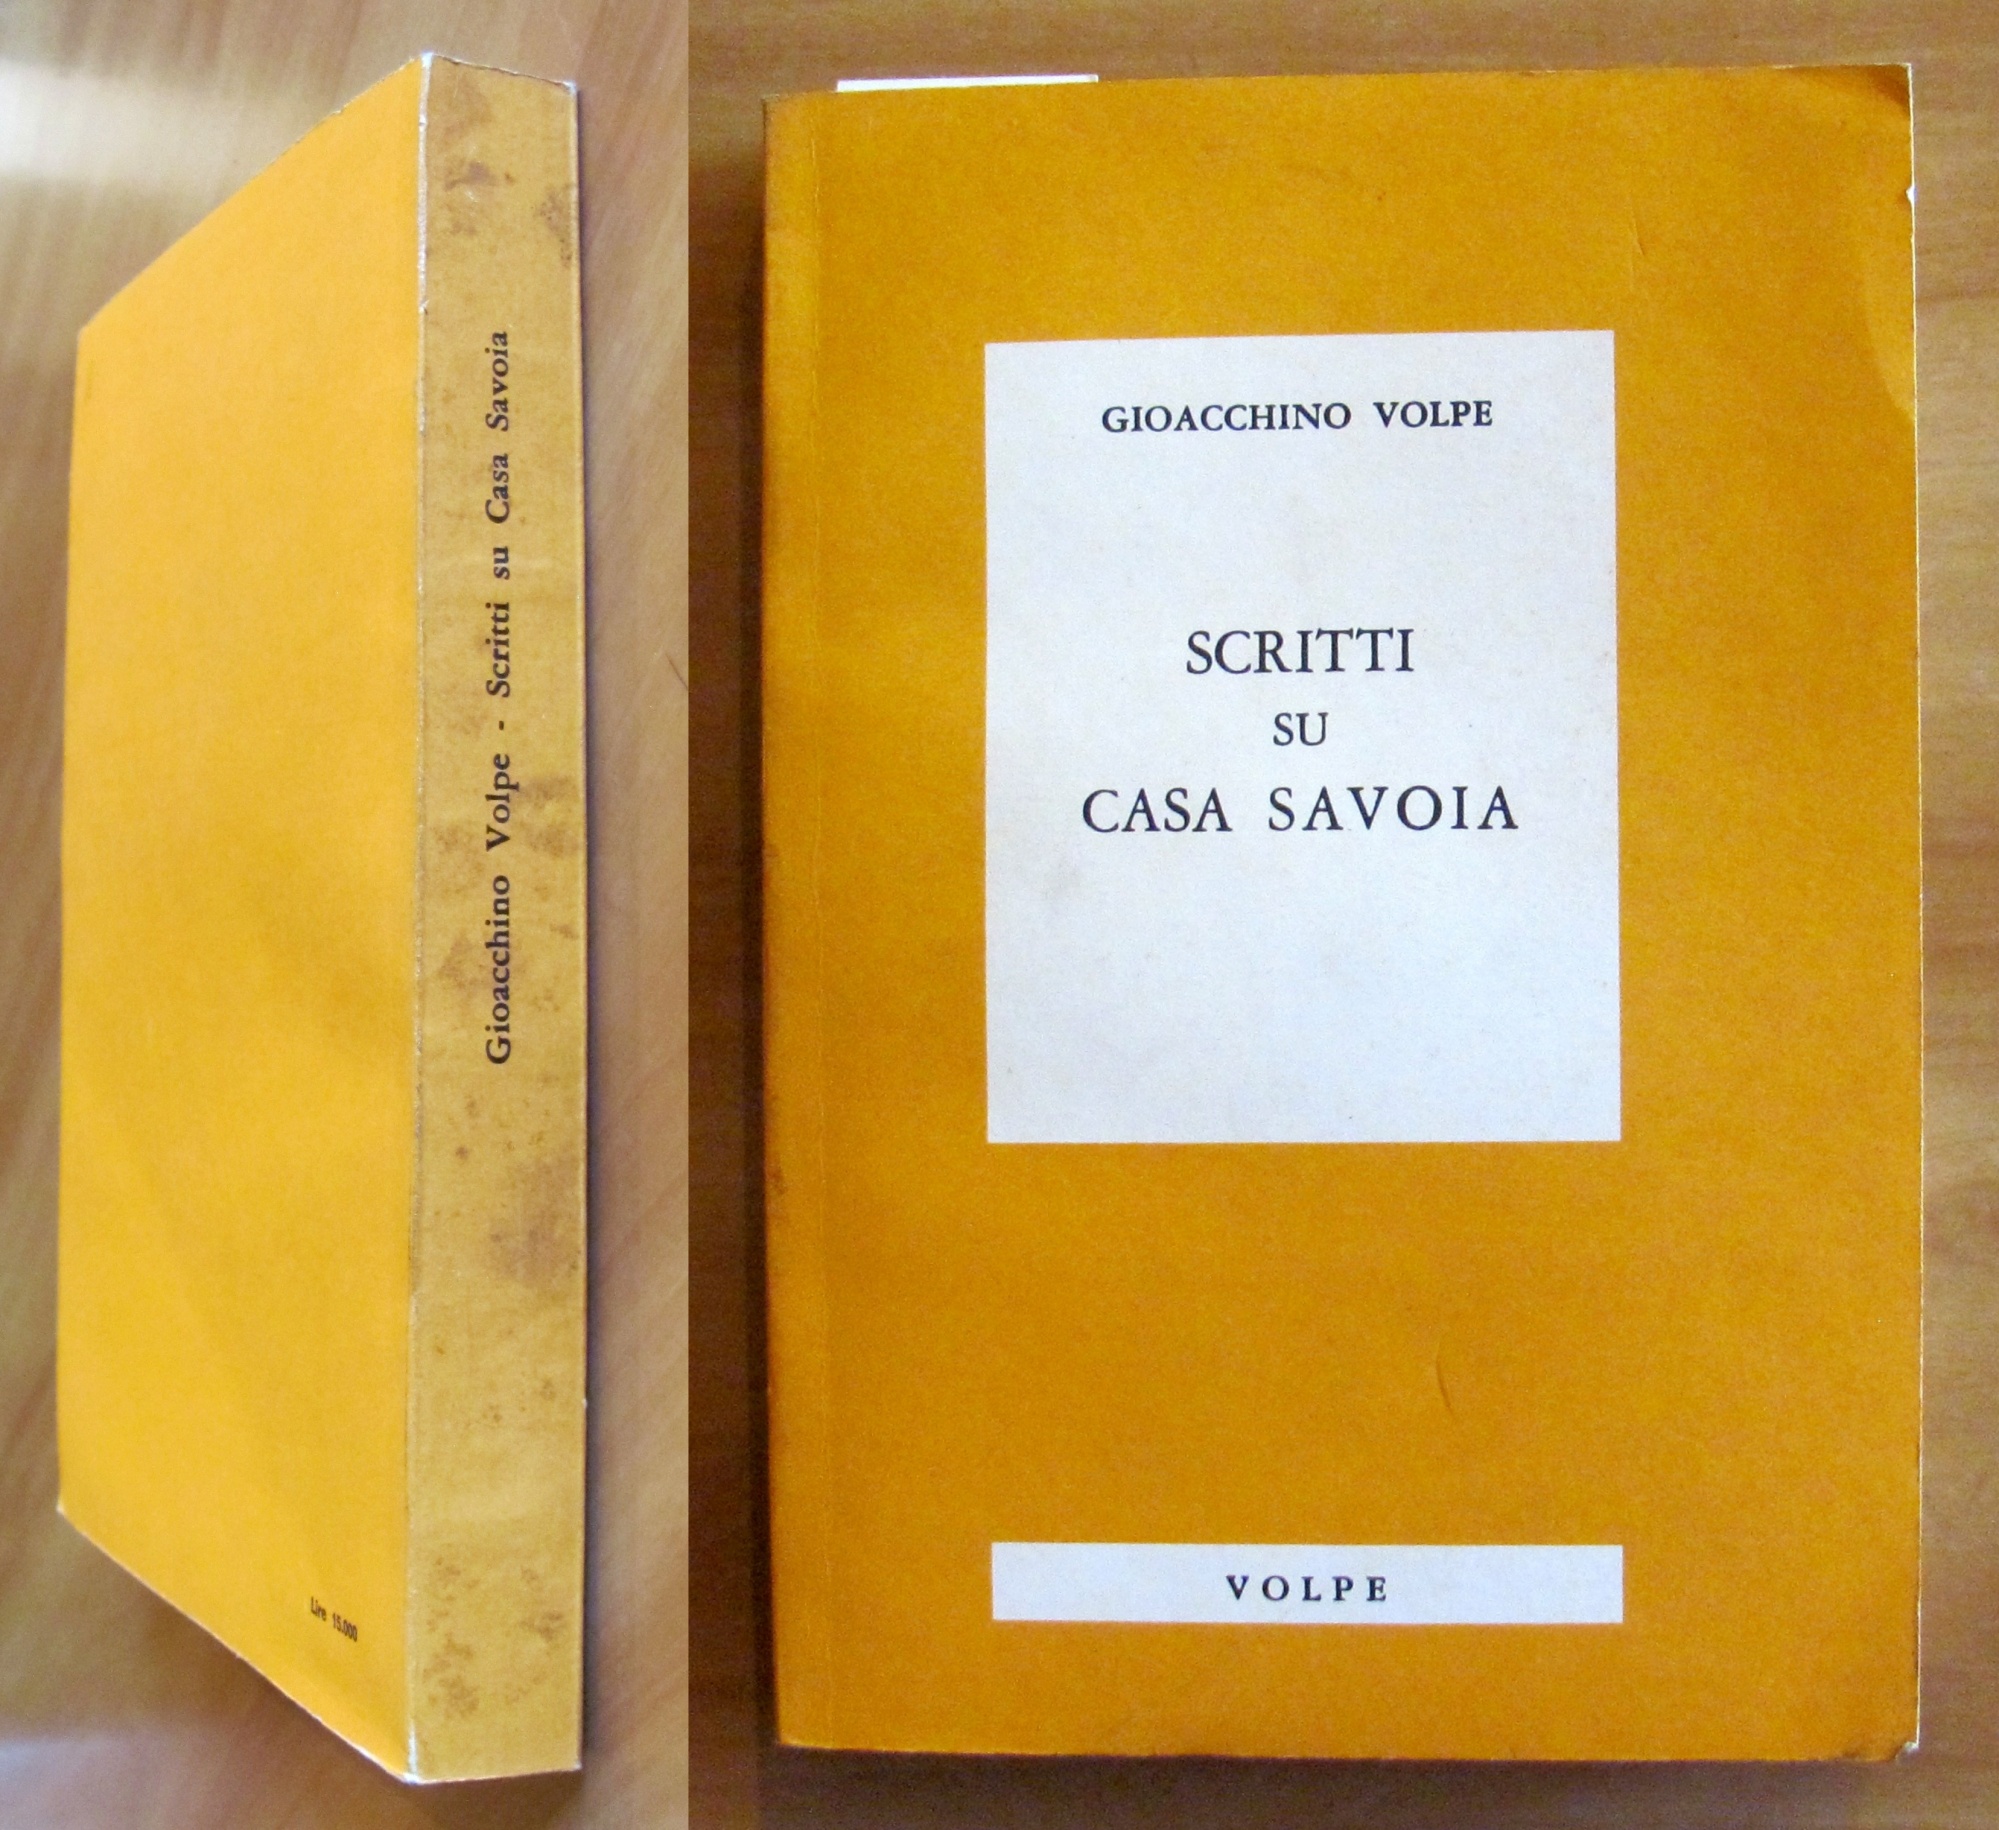 Gioacchino Volpe - Scritti su Casa Savoia
Lire 15.000
GIOACCHINO VOLPE
SCRITTI
SU
CASA SAVOIA
VOLPE